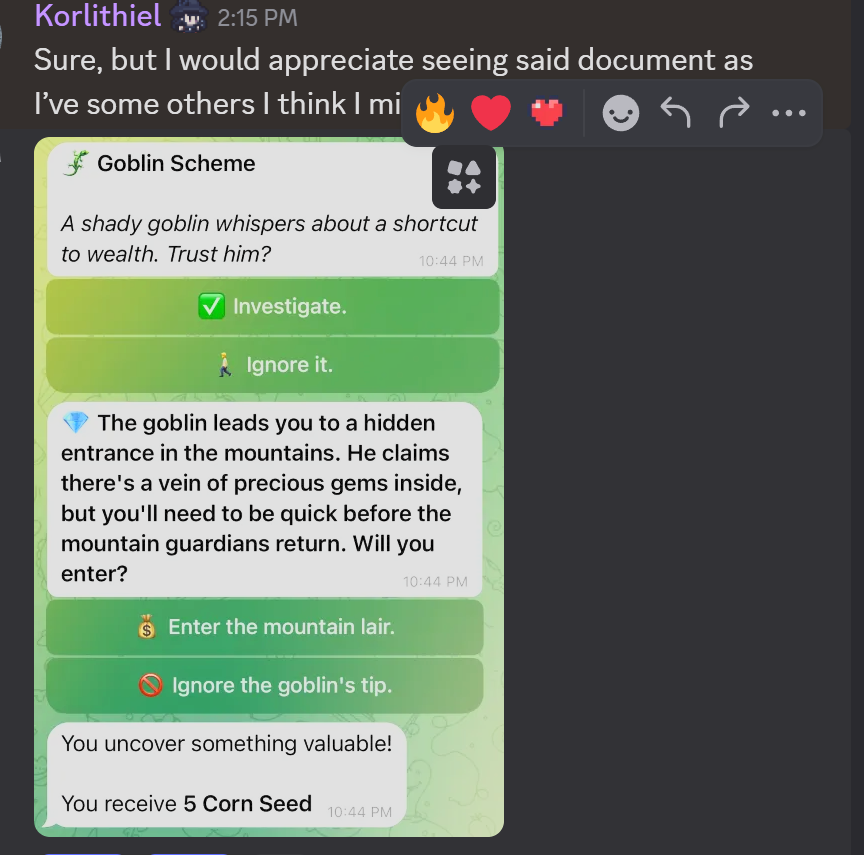 Korlithiel 2:15 PM
Sure, but I would appreciate seeing said document as
I've some others I think I mi
Goblin Scheme
A shady goblin whispers about a shortcut
to wealth. Trust him?
10:44 PM
Investigate.
Ignore it.
The goblin leads you to a hidden
entrance in the mountains. He claims
there's a vein of precious gems inside,
but you'll need to be quick before the
mountain guardians return. Will you
enter?
10:44 PM
Enter the mountain lair.
Ignore the goblin's tip.
You uncover something valuable!
You receive 5 Corn Seed
10:44 PM